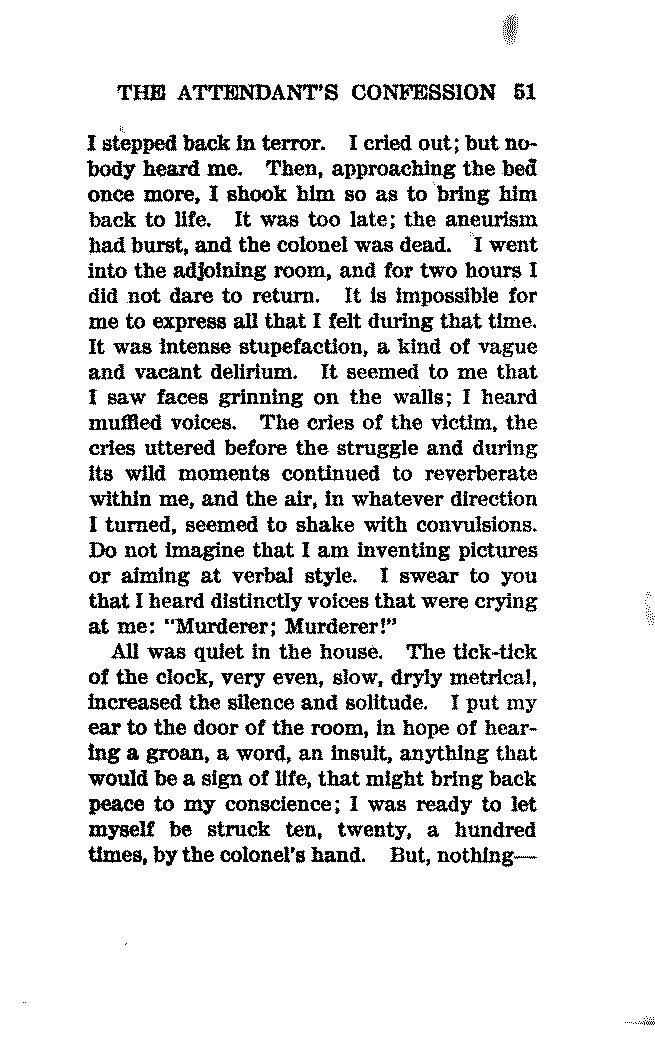 THE ATTENDANT'S CONFESSION 51
I stepped back in terror. I cried out; but no-
body heard me. Then, approaching the bed
once more, I shook him so as to bring him
back to life. It was too late; the aneurism
had burst, and the colonel was dead. I went
into the adjoining room, and for two hours I
did not dare to return. It is impossible for
me to express all that I felt during that time.
It was intense stupefaction, a kind of vague
and vacant delirium. It seemed to me that
I saw faces grinning on the walls; I heard
muffled voices. The cries of the victim, the
cries uttered before the struggle and during
its wild moments continued to reverberate
within me, and the air, in whatever direction
I turned, seemed to shake with convulsions.
Do not imagine that I am inventing pictures
or aiming at verbal style. I swear to you
that I heard distinctly voices that were crying
at me: "Murderer; Murderer!"
All was quiet in the house. The tick-tick
of the clock, very even, slow, dryly metrical,
increased the silence and solitude. I put my
ear to the door of the room, in hope of hear-
ing a groan, a word, an insult, anything that
would be a sign of life, that might bring back
peace to my conscience; I was ready to let
myself be struck ten, twenty, a hundred
times, by the colonel's hand. But, nothing—